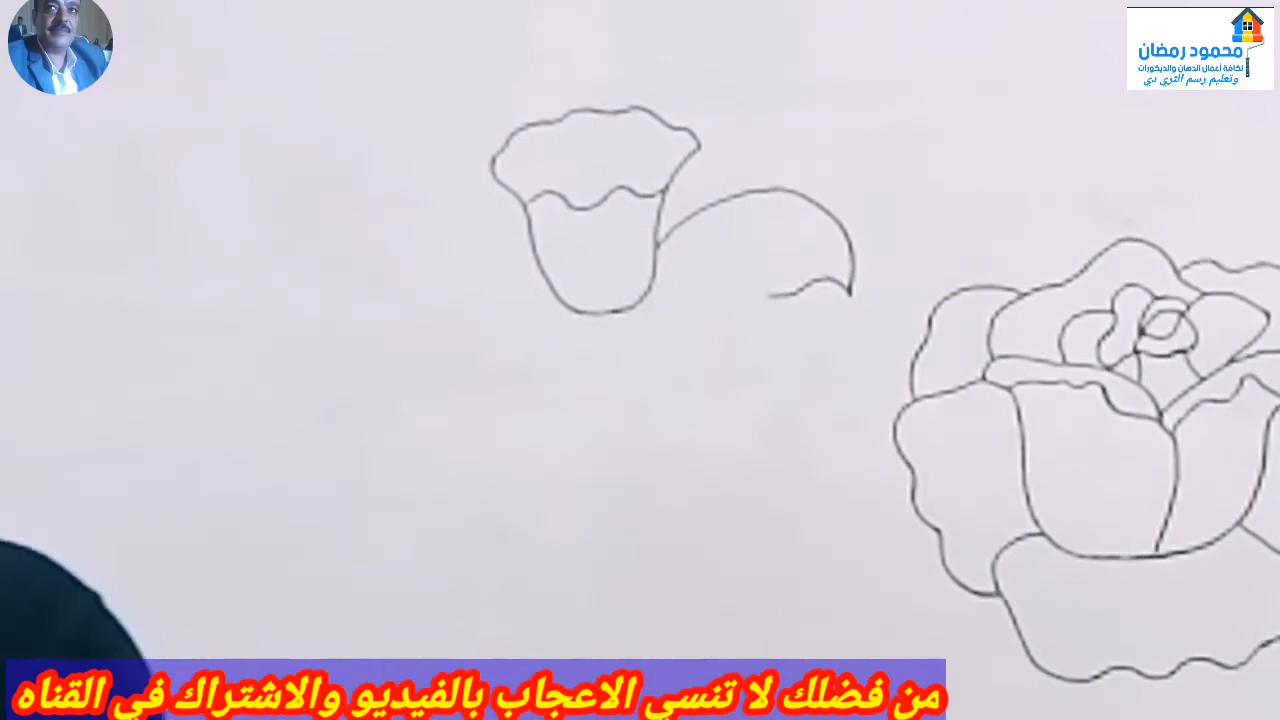 محمود رمضان
لكافة أعمال الدهان والديكورات
وتعليم رسم الثري دي
من فضلك لا تنسي الاعجاب بالفيديو والاشتراك في القناه